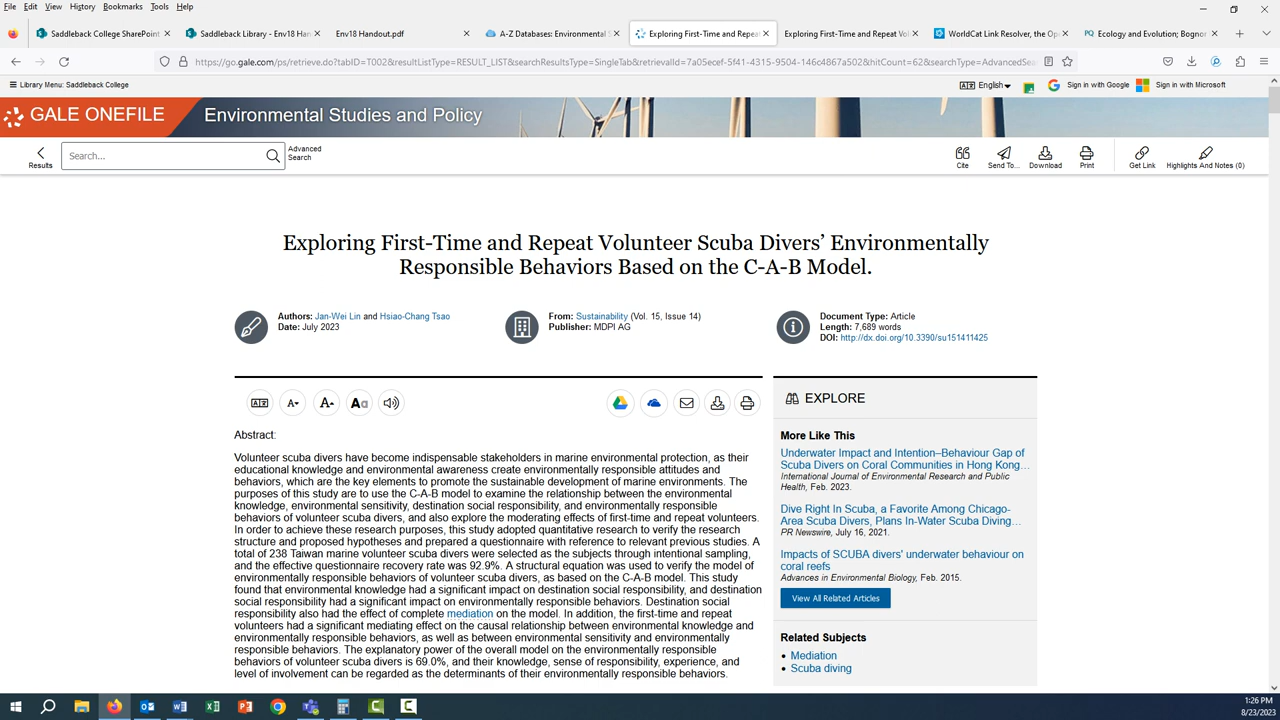 File Edit View History Bookmarks Tools Help
Saddleback College SharePoint
Saddleback Library - Env18 Han
Env18 Handout.pdf
A-Z Databases: Environmental S
Exploring First-Time and Repeat
Exploring First-Time and Repeat Vol
WorldCat Link Resolver, the Ope
Ecology and Evolution; Bognor
https://go.gale.com/ps/retrieve.do?tabID=T002&resultListType=RESULT_LIST&searchResultsType=SingleTab&retrievalId=7a05ecef-5f41-4315-9504-146c4867a502&hitCount=62&searchType=AdvancedSear
Library Menu: Saddleback College
English
Sign in with Google
Sign in with Microsoft
GALE ONEFILE
Environmental Studies and Policy
Results
Search...
Advanced
Search
Cite
Send To...
Download
Print
Get Link
Highlights And Notes (0)
Exploring First-Time and Repeat Volunteer Scuba Divers’ Environmentally
Responsible Behaviors Based on the C-A-B Model.
Authors: Jan-Wei Lin and Hsiao-Chang Tsao
Date: July 2023
From: Sustainability (Vol. 15, Issue 14)
Publisher: MDPI AG
Document Type: Article
Length: 7,689 words
DOI: http://dx.doi.org/10.3390/su151411425
Abstract:
Volunteer scuba divers have become indispensable stakeholders in marine environmental protection, as their
educational knowledge and environmental awareness create environmentally responsible attitudes and
behaviors, which are the key elements to promote the sustainable development of marine environments. The
purposes of this study are to use the C-A-B model to examine the relationship between the environmental
knowledge, environmental sensitivity, destination social responsibility, and environmentally responsible
behaviors of volunteer scuba divers, and also explore the moderating effects of first-time and repeat volunteers.
In order to achieve these research purposes, this study adopted quantitative research to verify the research
structure and proposed hypotheses and prepared a questionnaire with reference to relevant previous studies. A
total of 238 Taiwan marine volunteer scuba divers were selected as the subjects through intentional sampling,
and the effective questionnaire recovery rate was 92.9%. A structural equation was used to verify the model of
environmentally responsible behaviors of volunteer scuba divers, as based on the C-A-B model. This study
found that environmental knowledge had a significant impact on destination social responsibility, and destination
social responsibility had a significant impact on environmentally responsible behaviors. Destination social
responsibility also had the effect of complete mediation on the model. In addition, the first-time and repeat
volunteers had a significant mediating effect on the causal relationship between environmental knowledge and
environmentally responsible behaviors, as well as between environmental sensitivity and environmentally
responsible behaviors. The explanatory power of the overall model on the environmentally responsible
behaviors of volunteer scuba divers is 69.0%, and their knowledge, sense of responsibility, experience, and
level of involvement can be regarded as the determinants of their environmentally responsible behaviors.
EXPLORE
More Like This
Underwater Impact and Intention–Behaviour Gap of
Scuba Divers on Coral Communities in Hong Kong...
International Journal of Environmental Research and Public
Health, Feb. 2023.
Dive Right In Scuba, a Favorite Among Chicago-
Area Scuba Divers, Plans In-Water Scuba Diving...
PR Newswire, July 16, 2021.
Impacts of SCUBA divers' underwater behaviour on
coral reefs
Advances in Environmental Biology, Feb. 2015.
View All Related Articles
Related Subjects
• Mediation
• Scuba diving
1:26 PM
8/23/2023